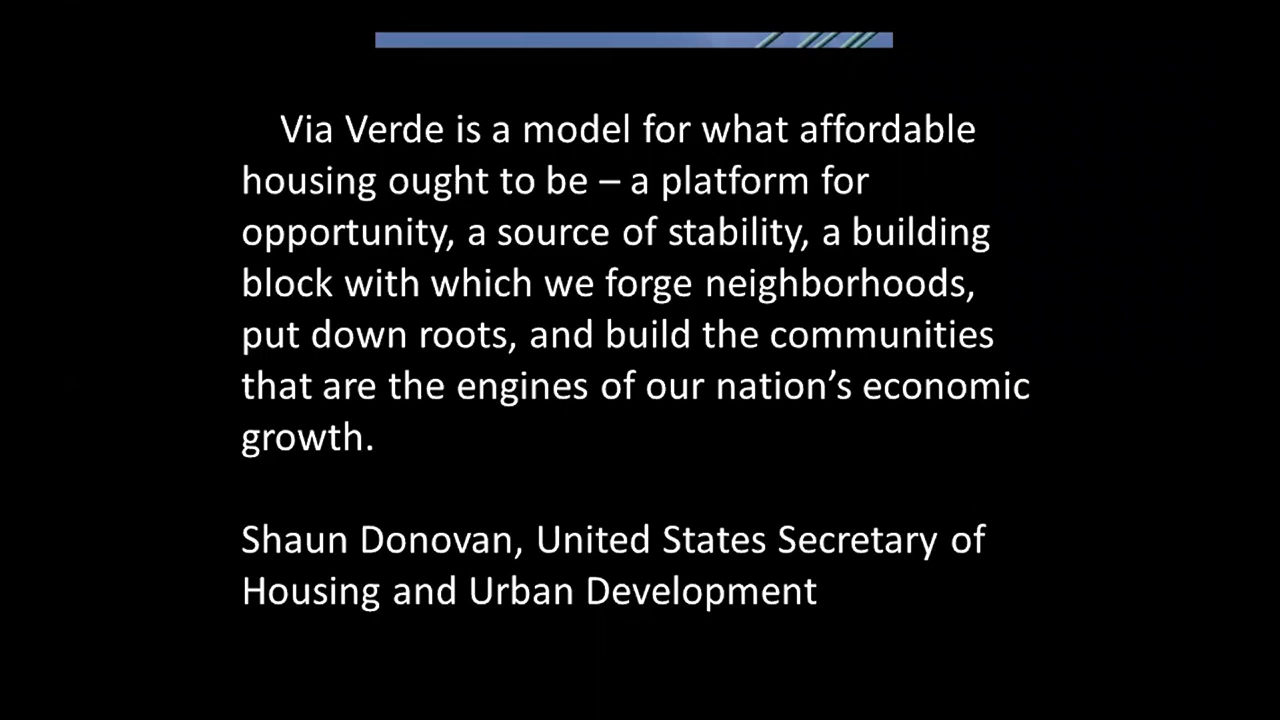 Via Verde is a model for what affordable
housing ought to be – a platform for
opportunity, a source of stability, a building
block with which we forge neighborhoods,
put down roots, and build the communities
that are the engines of our nation’s economic
growth.
Shaun Donovan, United States Secretary of
Housing and Urban Development